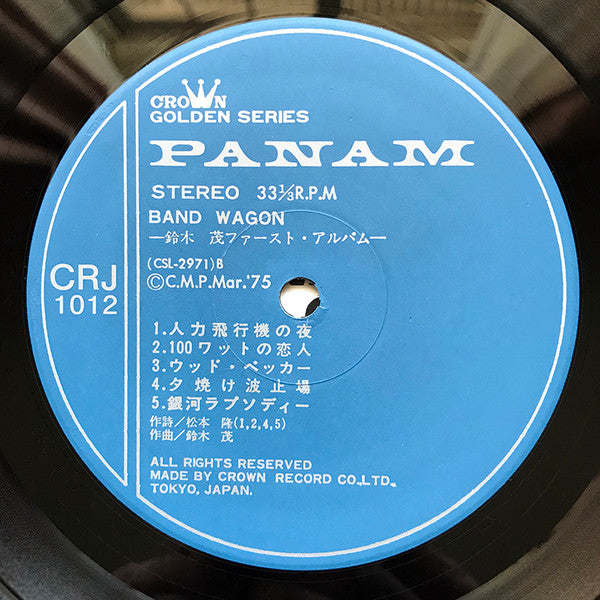 CROWN
GOLDEN SERIES
PANAM
STEREO 33⅓R.P.M
BAND WAGON
—鈴木 茂ファースト・アルバム—
(CSL-2971)B
©C.M.P.Mar.'75
CRJ
1012
1.人力飛行機の夜
2.100ワットの恋人
3.ウッド・ペッカー
4.夕焼け波止場
5.銀河ラプソディー
作詩/松本 隆(1,2,4,5)
作曲/鈴木 茂
ALL RIGHTS RESERVED
MADE BY CROWN RECORD CO.,LTD.,
TOKYO, JAPAN.